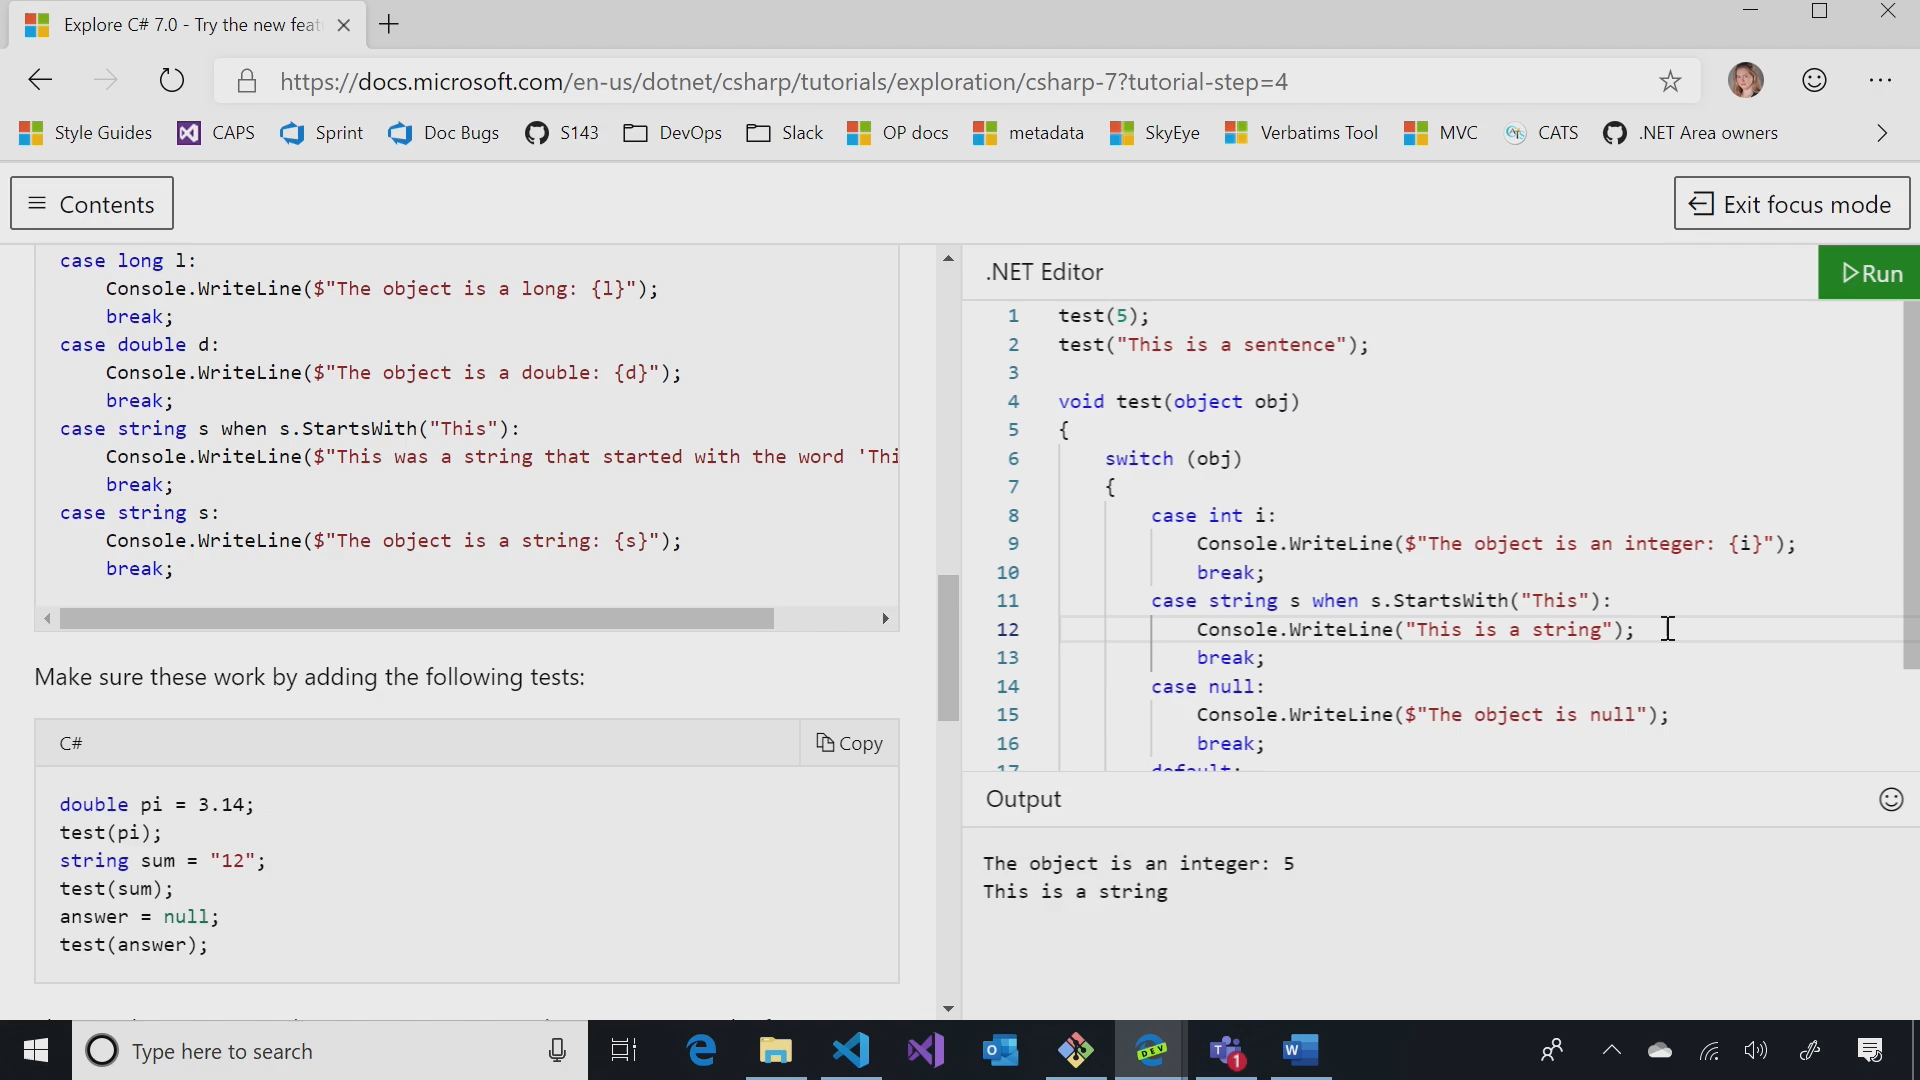 Explore C# 7.0 - Try the new feat
https://docs.microsoft.com/en-us/dotnet/csharp/tutorials/exploration/csharp-7?tutorial-step=4
Style Guides CAPS Sprint Doc Bugs S143 DevOps Slack OP docs metadata SkyEye Verbatims Tool MVC CATS .NET Area owners
Contents
Exit focus mode
case long l:
Console.WriteLine($"The object is a long: {l}");
break;
case double d:
Console.WriteLine($"The object is a double: {d}");
break;
case string s when s.StartsWith("This"):
Console.WriteLine($"This was a string that started with the word 'Thi
break;
case string s:
Console.WriteLine($"The object is a string: {s}");
break;
Make sure these work by adding the following tests:
C#
Copy
double pi = 3.14;
test(pi);
string sum = "12";
test(sum);
answer = null;
test(answer);
.NET Editor
Run
1 test(5);
2 test("This is a sentence");
3
4 void test(object obj)
5 {
6 switch (obj)
7 {
8 case int i:
9 Console.WriteLine($"The object is an integer: {i}");
10 break;
11 case string s when s.StartsWith("This"):
12 Console.WriteLine("This is a string");
13 break;
14 case null:
15 Console.WriteLine($"The object is null");
16 break;
17 default:
Output
The object is an integer: 5
This is a string
Type here to search
DEV
1